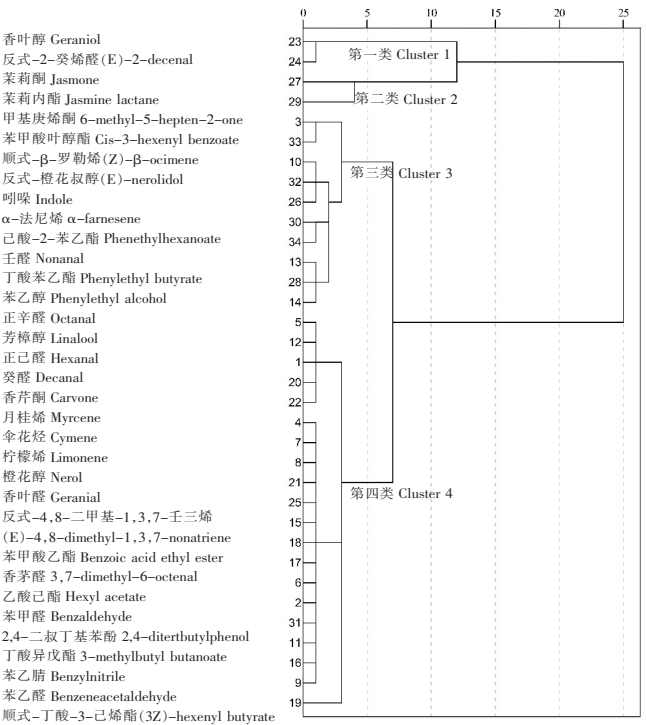 0 5 10 15 20 25
香叶醇 Geraniol 23
反式-2-癸烯醛(E)-2-decenal 24
第一类 Cluster 1
茉莉酮 Jasmone 27
茉莉内酯 Jasmine lactane 29
第二类 Cluster 2
甲基庚烯酮 6-methyl-5-hepten-2-one 3
苯甲酸叶醇酯 Cis-3-hexenyl benzoate 33
顺式-β-罗勒烯(Z)-β-ocimene 10
第三类 Cluster 3
反式-橙花叔醇(E)-nerolidol 32
吲哚 Indole 26
α-法尼烯 α-farnesene 30
己酸-2-苯乙酯 Phenethylhexanoate 34
壬醛 Nonanal 13
丁酸苯乙酯 Phenylethyl butyrate 28
苯乙醇 Phenylethyl alcohol 14
正辛醛 Octanal 5
芳樟醇 Linalool 12
正己醛 Hexanal 1
癸醛 Decanal 20
香芹酮 Carvone 22
月桂烯 Myrcene 4
伞花烃 Cymene 7
柠檬烯 Limonene 8
橙花醇 Nerol 21
第四类 Cluster 4
香叶醛 Geranial 25
反式-4,8-二甲基-1,3,7-壬三烯 15
(E)-4,8-dimethyl-1,3,7-nonatriene 18
苯甲酸乙酯 Benzoic acid ethyl ester 17
香茅醛 3,7-dimethyl-6-octenal 6
乙酸己酯 Hexyl acetate 2
苯甲醛 Benzaldehyde 31
2,4-二叔丁基苯酚 2,4-ditertbutylphenol 11
丁酸异戊酯 3-methylbutyl butanoate 16
苯乙腈 Benzylnitrile 9
苯乙醛 Benzeneacetaldehyde 19
顺式-丁酸-3-己烯酯(3Z)-hexenyl butyrate